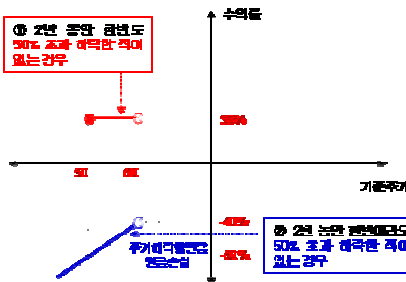 수익률
① 2년 동안 한번도
50% 초과 하락한 적이
없는 경우
50
60
기준주가
-40%
주가하락률만큼
원금손실
② 2년 동안 한번이라도
50% 초과 하락한 적이
있는 경우